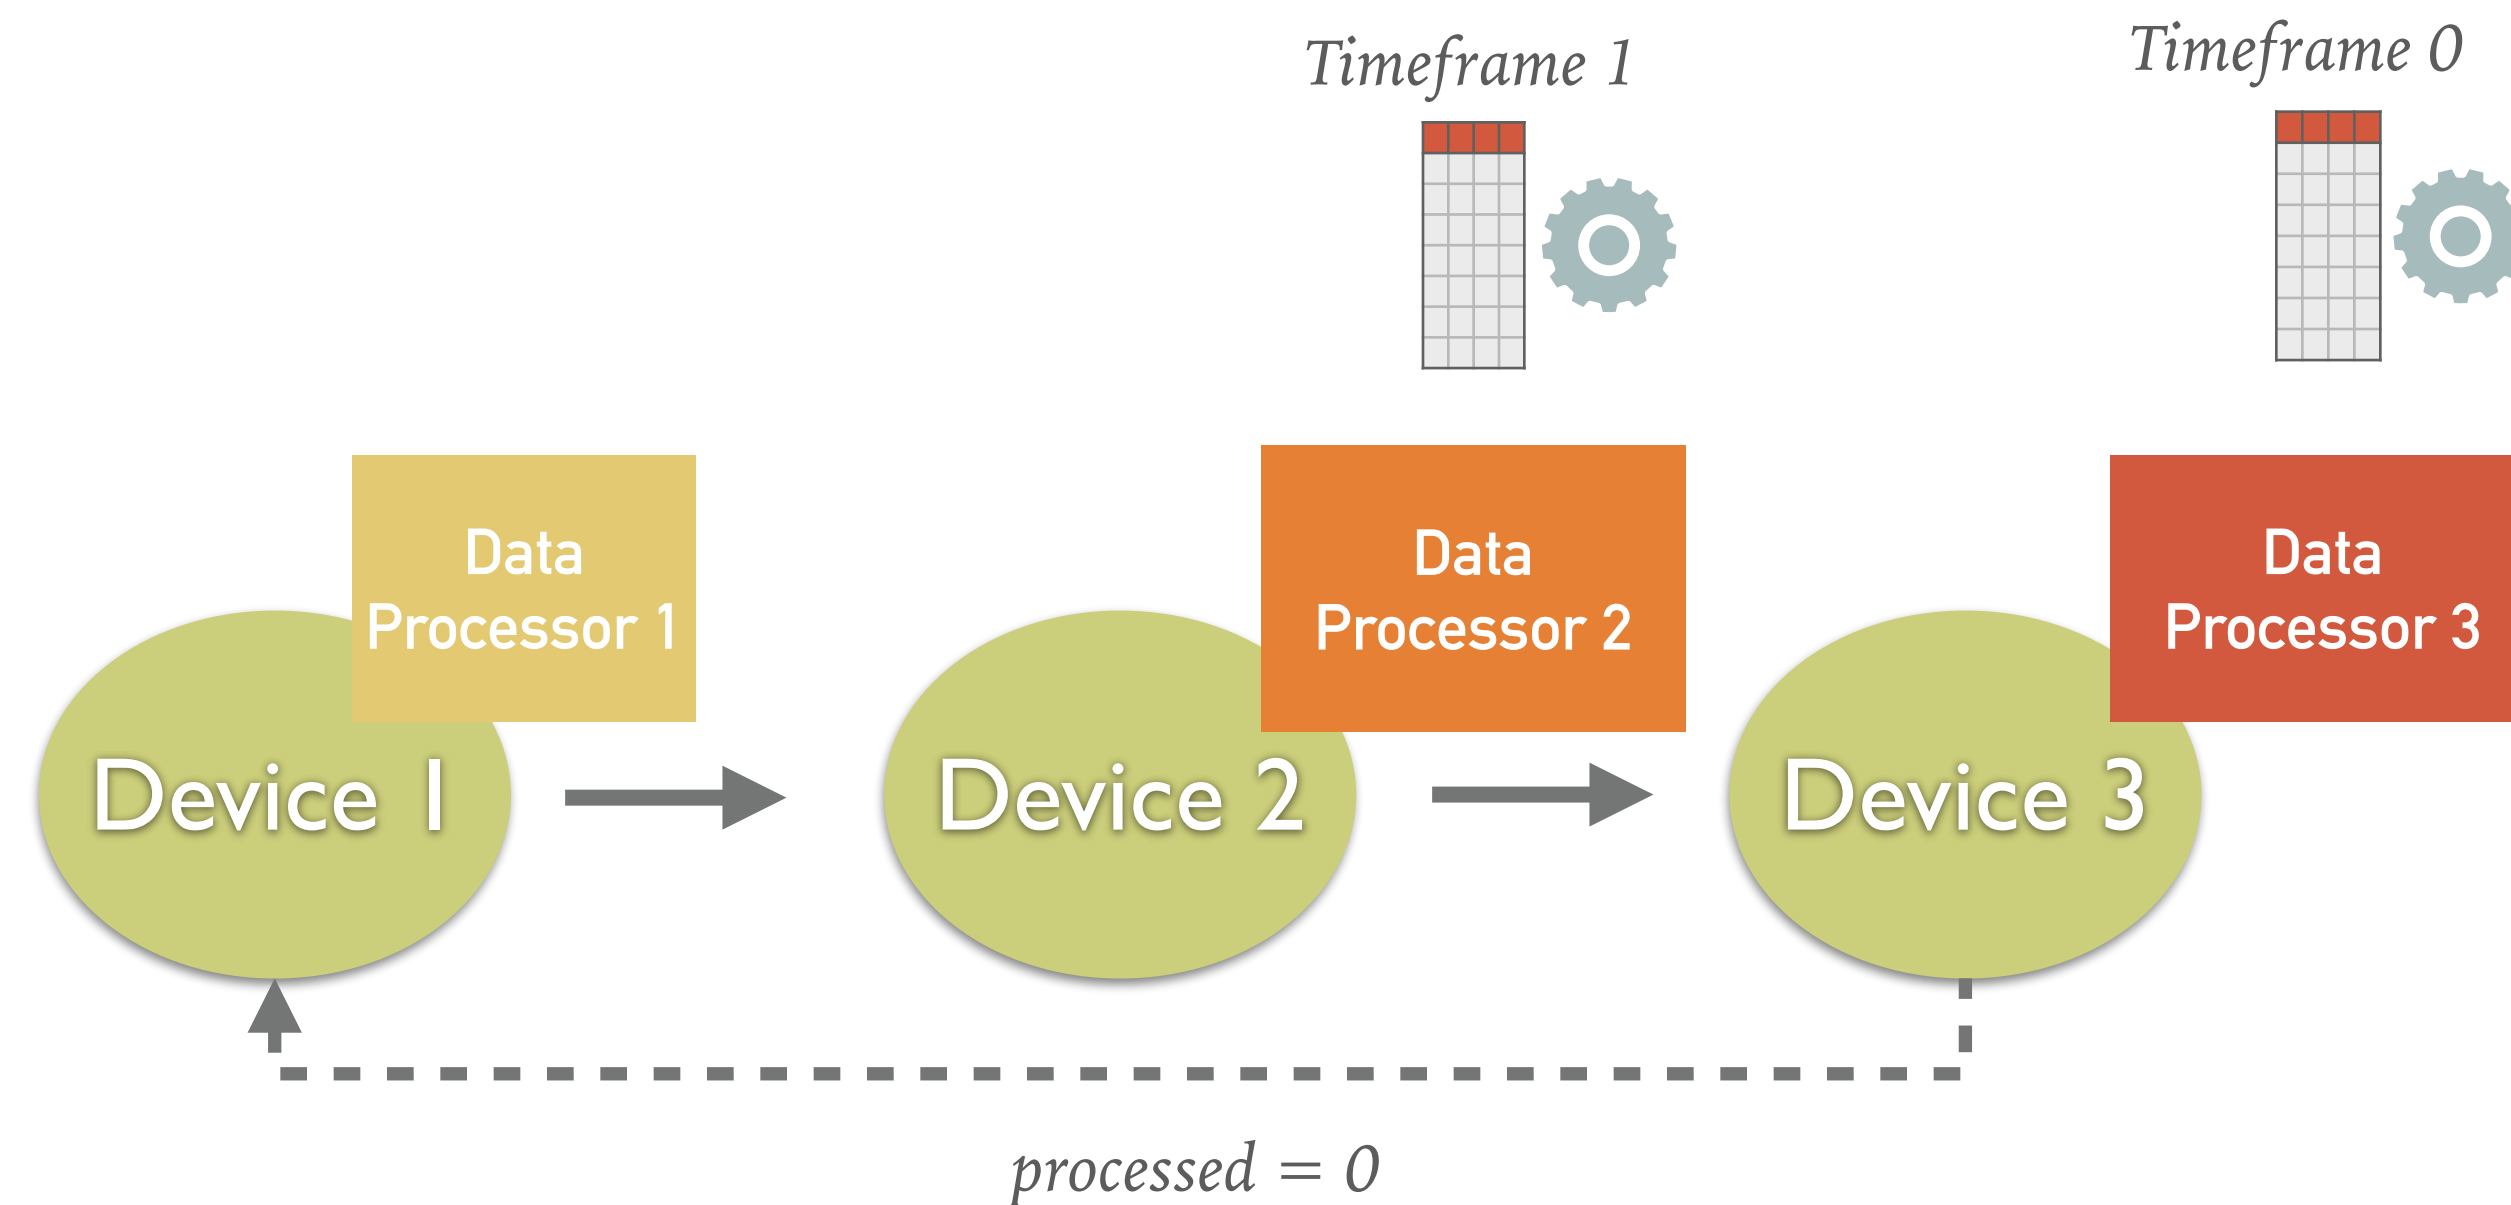 Timeframe 1
Timeframe 0
Data
Processor 1
Data
Processor 2
Data
Processor 3
Device 1
Device 2
Device 3
processed = 0